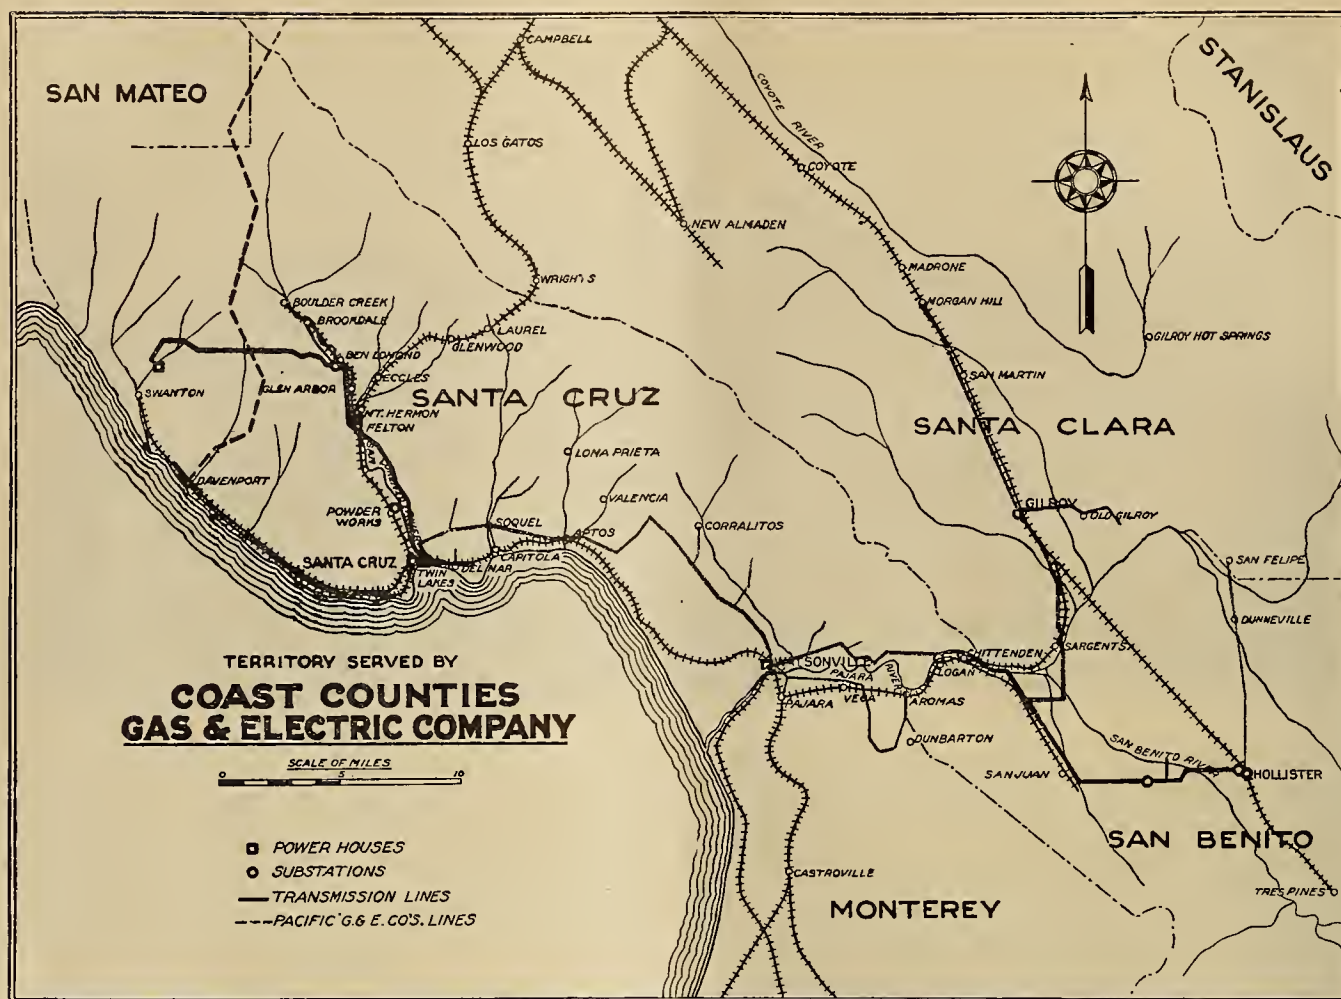 SAN MATEO
STANISLAUS
CAMPBELL
COYOTE RIVER
LOS GATOS
COYOTE
NEW ALMADEN
MADRONE
WRIGHTS
MORGAN HILL
BOULDER CREEK
BROOKDALE
LAUREL
GLENWOOD
GILROY HOT SPRINGS
BEN LOMOND
ECCLES
SAN MARTIN
GLEN ARBOR
SWANTON
SANTA CRUZ
MT. HERMON
FELTON
SANTA CLARA
SAN
LOMA PRIETA
DAVENPORT
VALENCIA
GILROY
OLD GILROY
POWDER
WORKS
SOQUEL
APTOS
CORRALITOS
CAPITOLA
SANTA CRUZ
TWIN
LAKES
DEL MAR
SAN FELIPE
DUNNEVILLE
SARGENTS
CHITTENDEN
WATSONVILLE
LOGAN
PAJARA
RIVER
VEGA
AROMAS
PAJARA
DUNBARTON
SAN BENITO RIVER
SAN JUAN
HOLLISTER
TERRITORY SERVED BY
COAST COUNTIES
GAS & ELECTRIC COMPANY
SCALE OF MILES
0 5 10
SAN BENITO
POWER HOUSES
SUBSTATIONS
TRANSMISSION LINES
PACIFIC G. & E. CO'S. LINES
CASTROVILLE
TRES PINES
MONTEREY